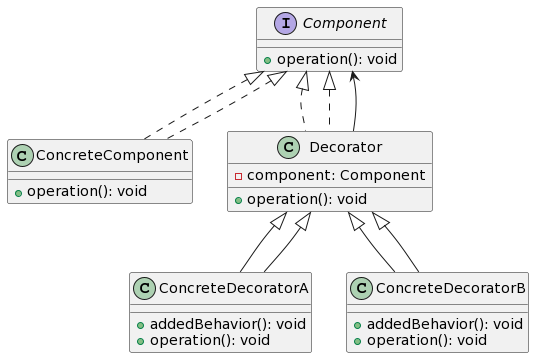 I Component
operation(): void
C ConcreteComponent
operation(): void
C Decorator
component: Component
operation(): void
C ConcreteDecoratorA
addedBehavior(): void
operation(): void
C ConcreteDecoratorB
addedBehavior(): void
operation(): void